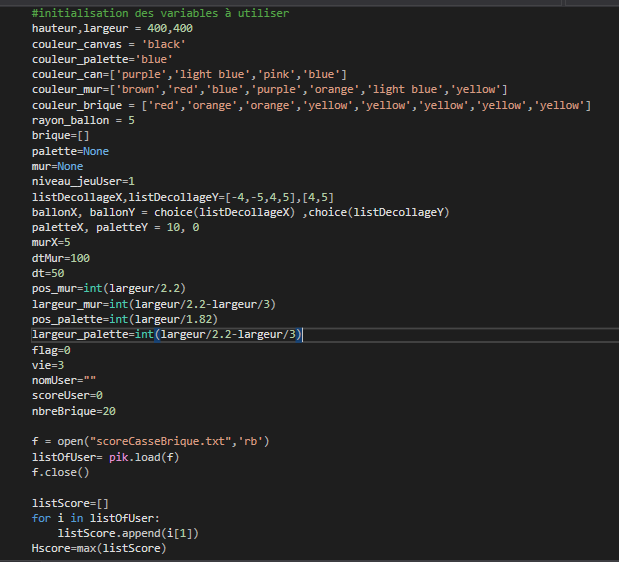 #initialisation des variables à utiliser
hauteur,largeur = 400,400
couleur_canvas = 'black'
couleur_palette='blue'
couleur_can=['purple','light blue','pink','blue']
couleur_mur=['brown','red','blue','purple','orange','light blue','yellow']
couleur_brique = ['red','orange','orange','yellow','yellow','yellow','yellow','yellow']
rayon_ballon = 5
brique=[]
palette=None
mur=None
niveau_jeuUser=1
listDecollageX,listDecollageY=[-4,-5,4,5],[4,5]
ballonX, ballonY = choice(listDecollageX) ,choice(listDecollageY)
paletteX, paletteY = 10, 0
murX=5
dtMur=100
dt=50
pos_mur=int(largeur/2.2)
largeur_mur=int(largeur/2.2-largeur/3)
pos_palette=int(largeur/1.82)
largeur_palette=int(largeur/2.2-largeur/3)
flag=0
vie=3
nomUser=""
scoreUser=0
nbreBrique=20
f = open("scoreCasseBrique.txt",'rb')
listOfUser= pik.load(f)
f.close()
listScore=[]
for i in listOfUser:
    listScore.append(i[1])
Hscore=max(listScore)